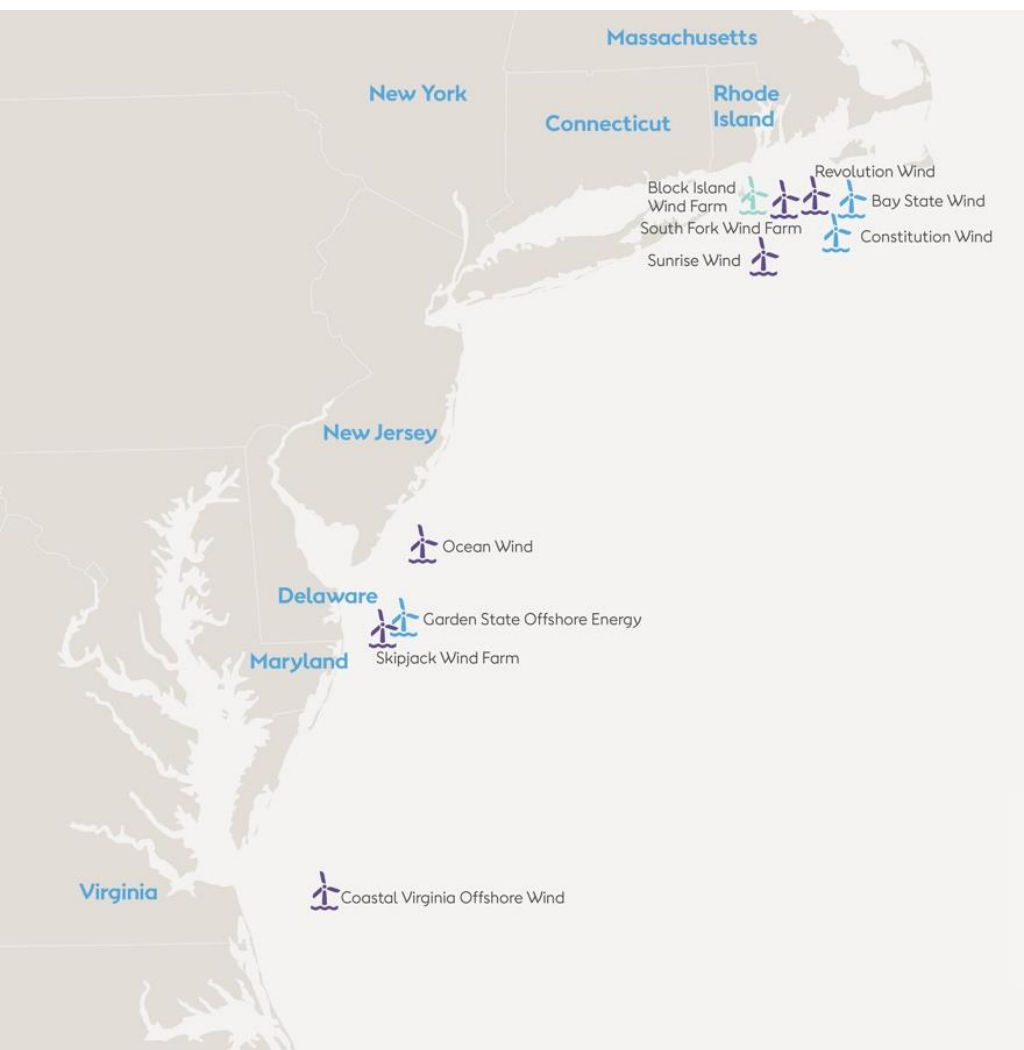 Massachusetts
New York
Rhode
Island
Connecticut
Revolution Wind
Block Island
Wind Farm
Bay State Wind
South Fork Wind Farm
Constitution Wind
Sunrise Wind
New Jersey
Ocean Wind
Delaware
Garden State Offshore Energy
Maryland
Skipjack Wind Farm
Virginia
Coastal Virginia Offshore Wind